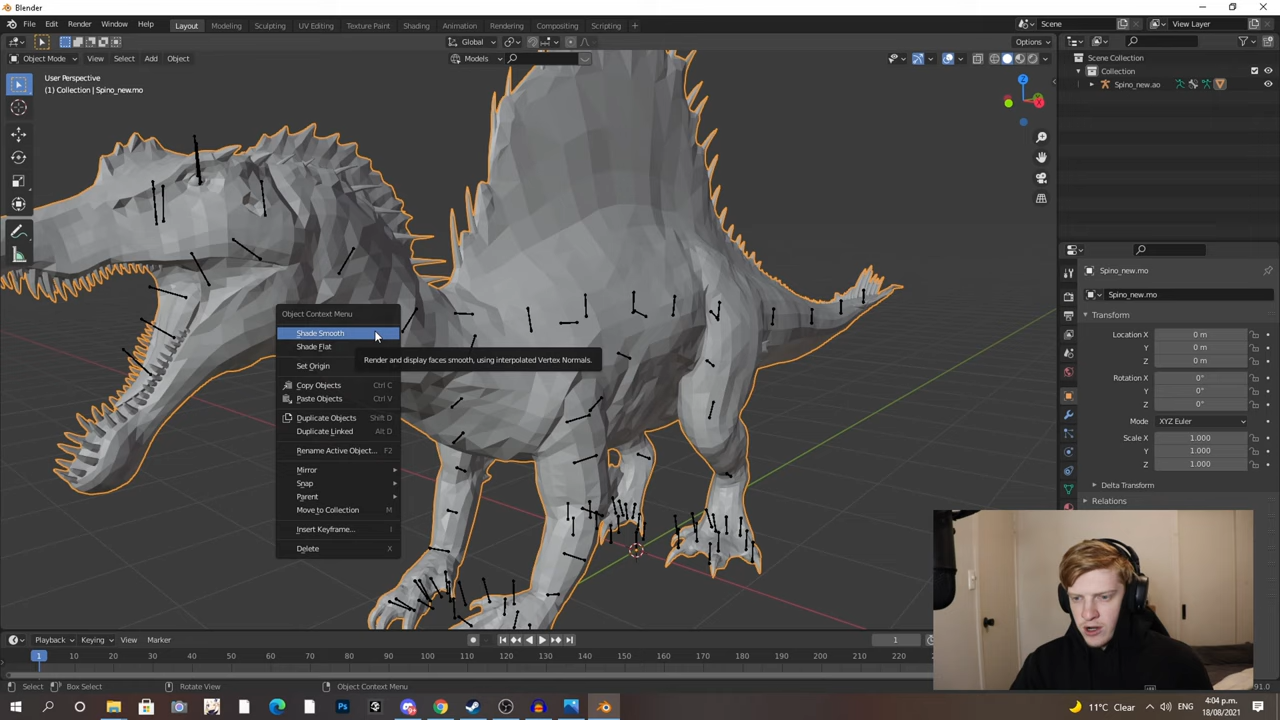 Blender
File Edit Render Window Help Layout Modeling Sculpting UV Editing Texture Paint Shading Animation Rendering Compositing Scripting + Scene View Layer
Global Options
Object Mode View Select Add Object Models
User Perspective
(1) Collection | Spino_new.mo
Scene Collection
Collection
Spino_new.ao
Z
X
Object Context Menu
Shade Smooth
Shade Flat
Render and display faces smooth, using interpolated Vertex Normals.
Set Origin
Copy Objects Ctrl C
Paste Objects Ctrl V
Duplicate Objects Shift D
Duplicate Linked Alt D
Rename Active Object... F2
Mirror
Snap
Parent
Move to Collection M
Insert Keyframe... I
Delete X
Spino_new.mo
Spino_new.mo
Transform
Location X 0 m
Y 0 m
Z 0 m
Rotation X 0°
Y 0°
Z 0°
Mode XYZ Euler
Scale X 1.000
Y 1.000
Z 1.000
Delta Transform
Relations
Playback Keying View Marker 1
1 10 20 30 40 50 60 70 80 90 100 110 120 130 140 150 160 170 180 190 200 210 220
Select Box Select Rotate View Object Context Menu 91.0
Ps 11°C Clear ENG 4:04 p.m.
18/08/2021